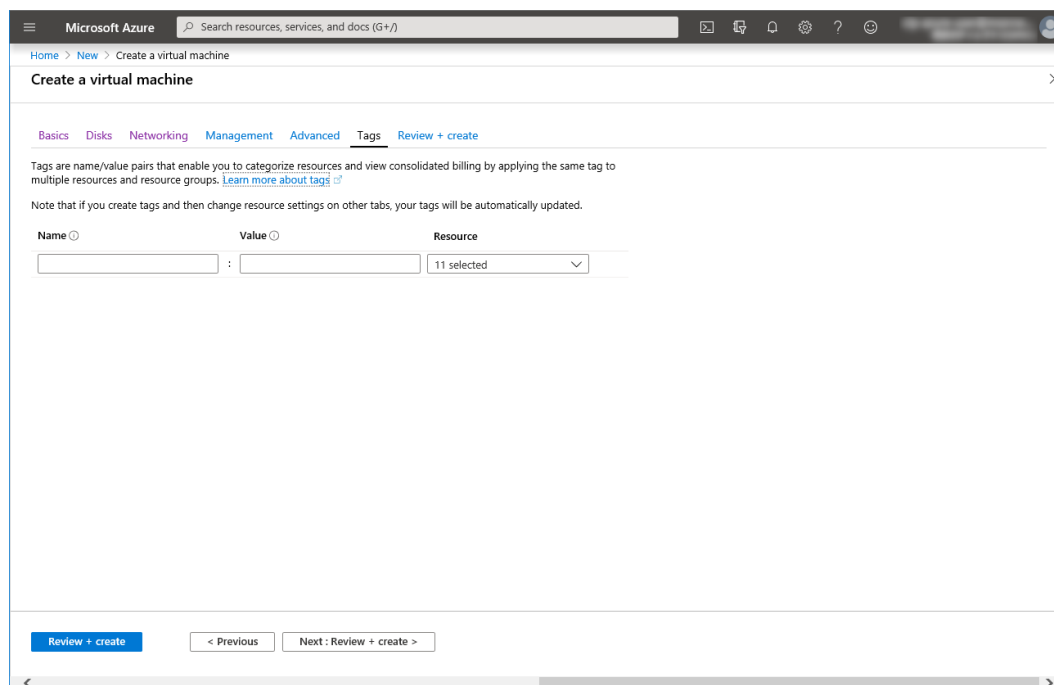 Microsoft Azure Search resources, services, and docs (G+/)
Home > New > Create a virtual machine
Create a virtual machine
Basics Disks Networking Management Advanced Tags Review + create
Tags are name/value pairs that enable you to categorize resources and view consolidated billing by applying the same tag to
multiple resources and resource groups. Learn more about tags
Note that if you create tags and then change resource settings on other tabs, your tags will be automatically updated.
Name Value Resource
: 11 selected
Review + create < Previous Next : Review + create >